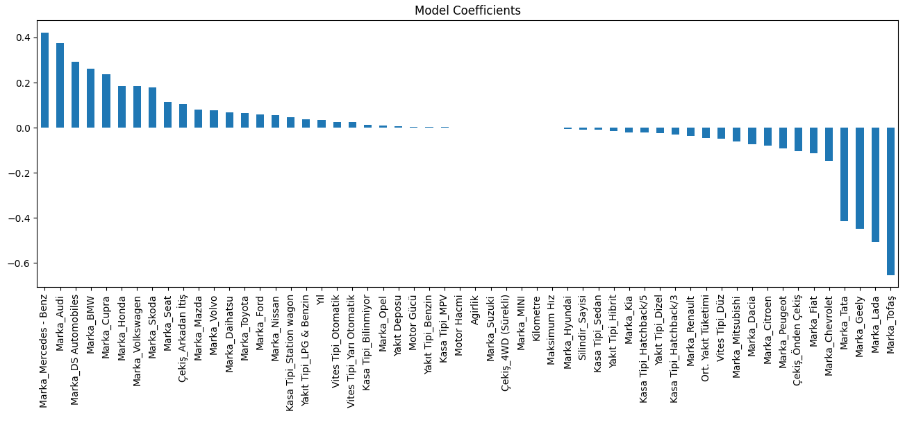 Model Coefficients
0.4
0.2
0.0
−0.2
−0.4
−0.6
Marka_Mercedes - Benz
Marka_Audi
Marka_DS Automobiles
Marka_BMW
Marka_Cupra
Marka_Honda
Marka_Volkswagen
Marka_Skoda
Marka_Seat
Çekiş_Arkadan İtiş
Marka_Mazda
Marka_Volvo
Marka_Daihatsu
Marka_Toyota
Marka_Ford
Marka_Nissan
Kasa Tipi_Station wagon
Yakıt Tipi_LPG & Benzin
Yıl
Vites Tipi_Otomatik
Vites Tipi_Yarı Otomatik
Kasa Tipi_Bilinmiyor
Marka_Opel
Yakıt Deposu
Motor Gücü
Yakıt Tipi_Benzin
Kasa Tipi_MPV
Motor Hacmi
Ağırlık
Marka_Suzuki
Çekiş_4WD (Sürekli)
Marka_MINI
Kilometre
Maksimum Hız
Marka_Hyundai
Silindir_Sayisi
Kasa Tipi_Sedan
Yakıt Tipi_Hibrit
Marka_Kia
Kasa Tipi_Hatchback/5
Yakıt Tipi_Dizel
Kasa Tipi_Hatchback/3
Marka_Renault
Ort. Yakıt Tüketimi
Vites Tipi_Düz
Marka_Mitsubishi
Marka_Dacia
Marka_Citroen
Marka_Peugeot
Çekiş_Önden Çekiş
Marka_Fiat
Marka_Chevrolet
Marka_Tata
Marka_Geely
Marka_Lada
Marka_Tofaş